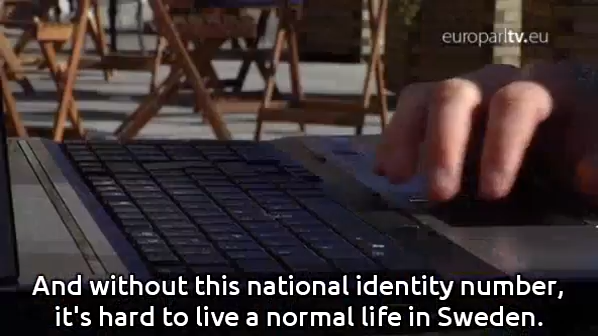 europarltv.eu
And without this national identity number,
it's hard to live a normal life in Sweden.